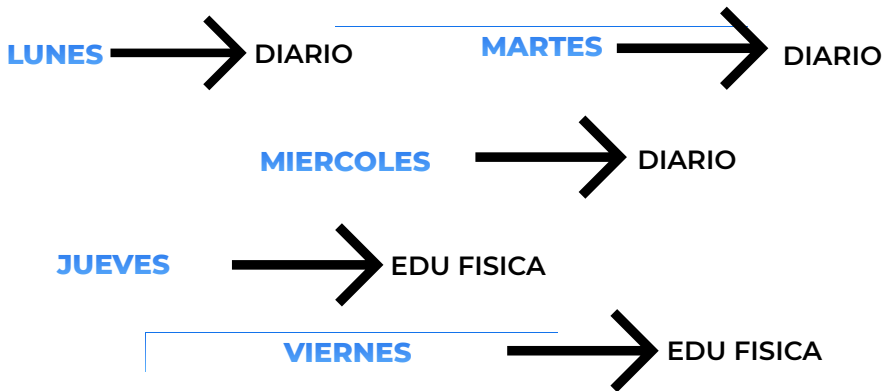 LUNES DIARIO MARTES DIARIO
MIERCOLES DIARIO
JUEVES EDU FISICA
VIERNES EDU FISICA